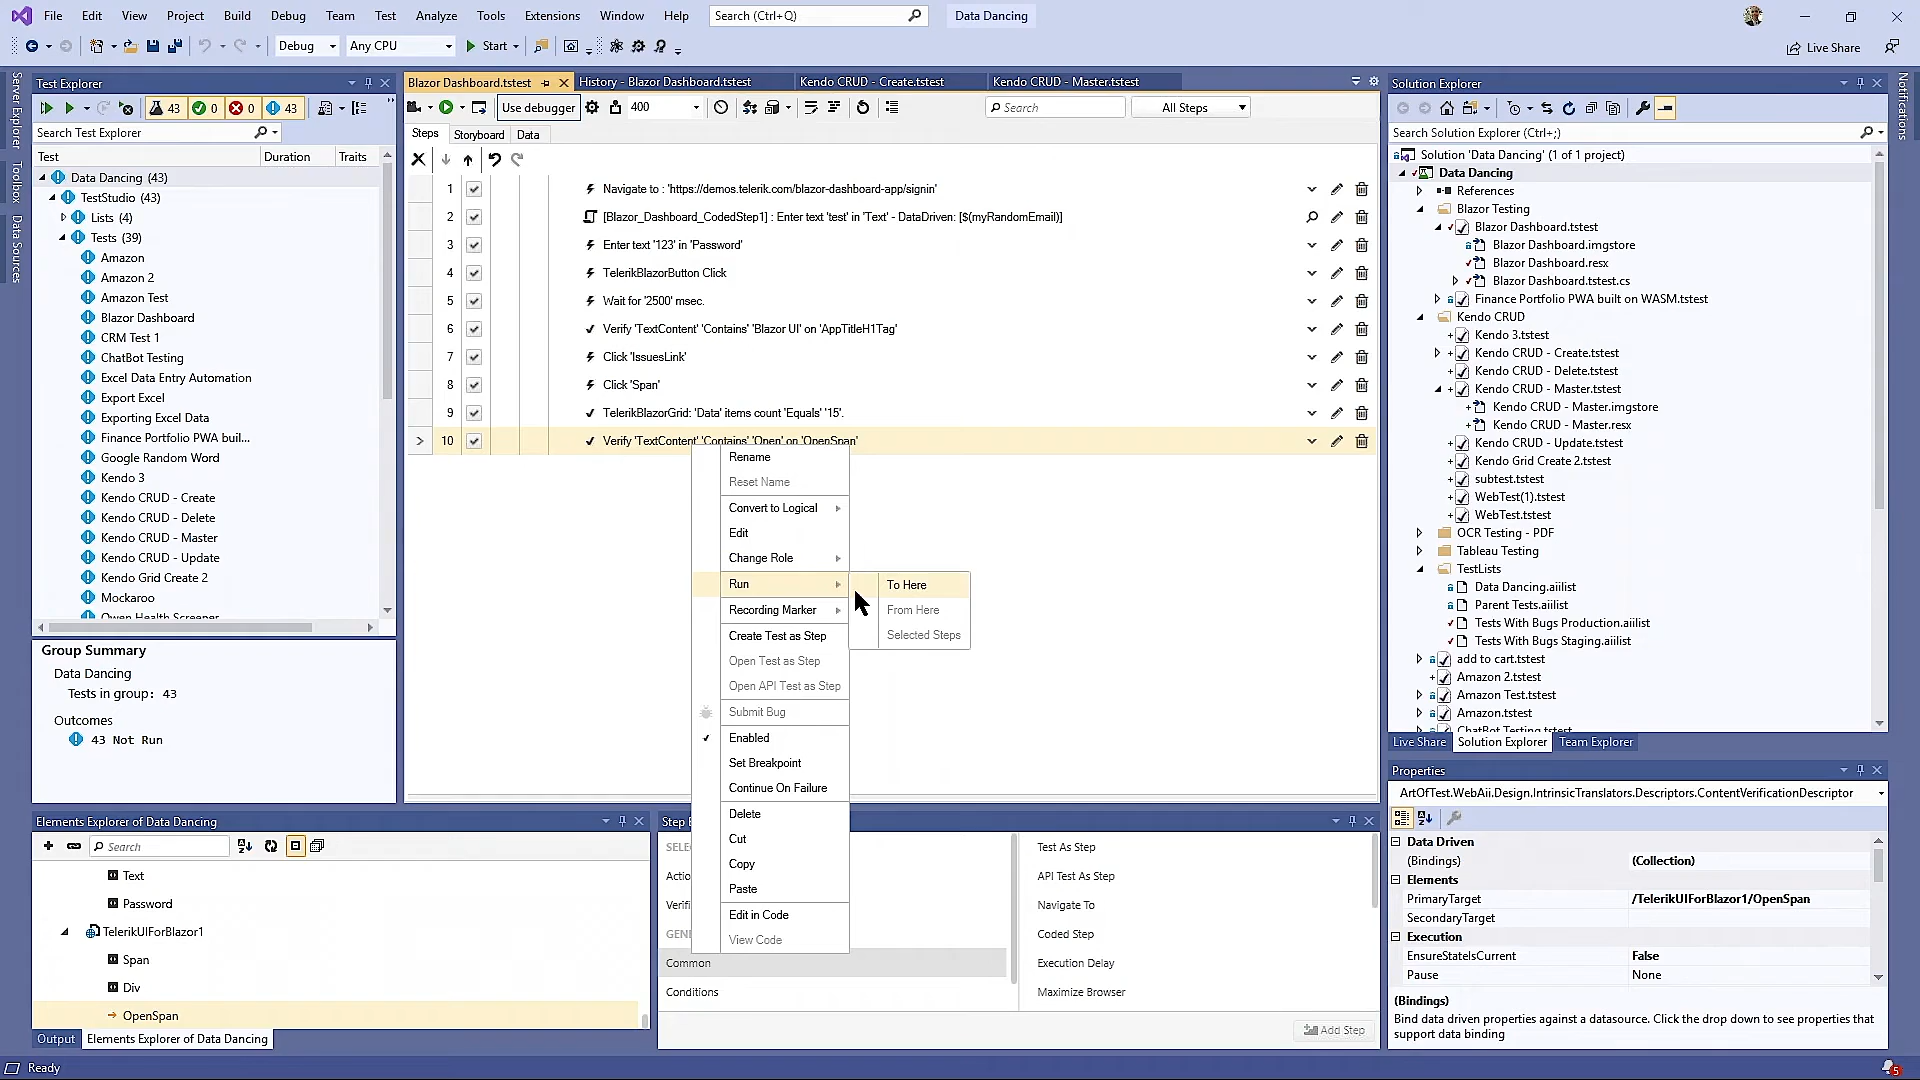 File Edit View Project Build Debug Team Test Analyze Tools Extensions Window Help Search (Ctrl+Q) Data Dancing
Debug Any CPU Start Live Share
Server Explorer
Toolbox
Data Sources
Test Explorer
43 0 0 43
Search Test Explorer
Test Duration Traits
Data Dancing (43)
TestStudio (43)
Lists (4)
Tests (39)
Amazon
Amazon 2
Amazon Test
Blazor Dashboard
CRM Test 1
ChatBot Testing
Excel Data Entry Automation
Export Excel
Exporting Excel Data
Finance Portfolio PWA buil...
Google Random Word
Kendo 3
Kendo CRUD - Create
Kendo CRUD - Delete
Kendo CRUD - Master
Kendo CRUD - Update
Kendo Grid Create 2
Mockaroo
Owen Health Screener
Group Summary
Data Dancing
Tests in group: 43
Outcomes
43 Not Run
Blazor Dashboard.tstest History - Blazor Dashboard.tstest Kendo CRUD - Create.tstest Kendo CRUD - Master.tstest
Use debugger 400 Search All Steps
Steps Storyboard Data
1 Navigate to : 'https://demos.telerik.com/blazor-dashboard-app/signin'
2 [Blazor_Dashboard_CodedStep1] : Enter text 'test' in 'Text' - DataDriven: [$(myRandomEmail)]
3 Enter text '123' in 'Password'
4 TelerikBlazorButton Click
5 Wait for '2500' msec.
6 Verify 'TextContent' 'Contains' 'Blazor UI' on 'AppTitleH1Tag'
7 Click 'IssuesLink'
8 Click 'Span'
9 TelerikBlazorGrid: 'Data' items count 'Equals' '15'.
10 Verify 'TextContent' 'Contains' 'Open' on 'OpenSpan'
Rename
Reset Name
Convert to Logical
Edit
Change Role
Run
Recording Marker
Create Test as Step
Open Test as Step
Open API Test as Step
Submit Bug
Enabled
Set Breakpoint
Continue On Failure
Delete
Cut
Copy
Paste
Edit in Code
View Code
To Here
From Here
Selected Steps
Elements Explorer of Data Dancing
Search
Text
Password
TelerikUIForBlazor1
Span
Div
OpenSpan
Output Elements Explorer of Data Dancing
Step
Common
Conditions
Test As Step
API Test As Step
Navigate To
Coded Step
Execution Delay
Maximize Browser
Add Step
Solution Explorer
Search Solution Explorer (Ctrl+;)
Solution 'Data Dancing' (1 of 1 project)
Data Dancing
References
Blazor Testing
Blazor Dashboard.tstest
Blazor Dashboard.imgstore
Blazor Dashboard.resx
Blazor Dashboard.tstest.cs
Finance Portfolio PWA built on WASM.tstest
Kendo CRUD
Kendo 3.tstest
Kendo CRUD - Create.tstest
Kendo CRUD - Delete.tstest
Kendo CRUD - Master.tstest
Kendo CRUD - Master.imgstore
Kendo CRUD - Master.resx
Kendo CRUD - Update.tstest
Kendo Grid Create 2.tstest
subtest.tstest
WebTest(1).tstest
WebTest.tstest
OCR Testing - PDF
Tableau Testing
TestLists
Data Dancing.aiilist
Parent Tests.aiilist
Tests With Bugs Production.aiilist
Tests With Bugs Staging.aiilist
add to cart.tstest
Amazon 2.tstest
Amazon Test.tstest
Amazon.tstest
ChatBot Testing.tstest
Live Share Solution Explorer Team Explorer
Notifications
Properties
ArtOfTest.WebAii.Design.IntrinsicTranslators.Descriptors.ContentVerificationDescriptor
Data Driven
(Bindings) (Collection)
Elements
PrimaryTarget /TelerikUIForBlazor1/OpenSpan
SecondaryTarget
Execution
EnsureStateIsCurrent False
Pause None
(Bindings)
Bind data driven properties against a datasource. Click the drop down to see properties that
support data binding
Ready
5